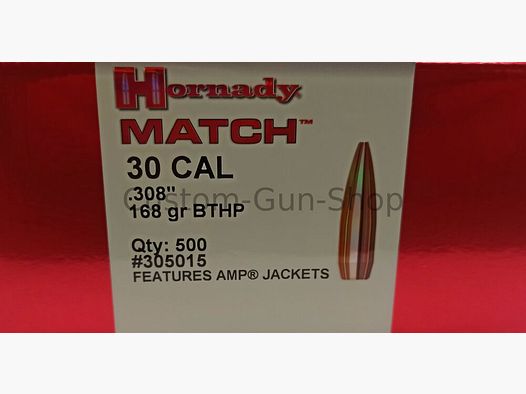 Hornady
MATCH™
30 CAL
.308"
Custom-Gun-Shop
168 gr BTHP
Qty: 500
#305015
FEATURES AMP® JACKETS